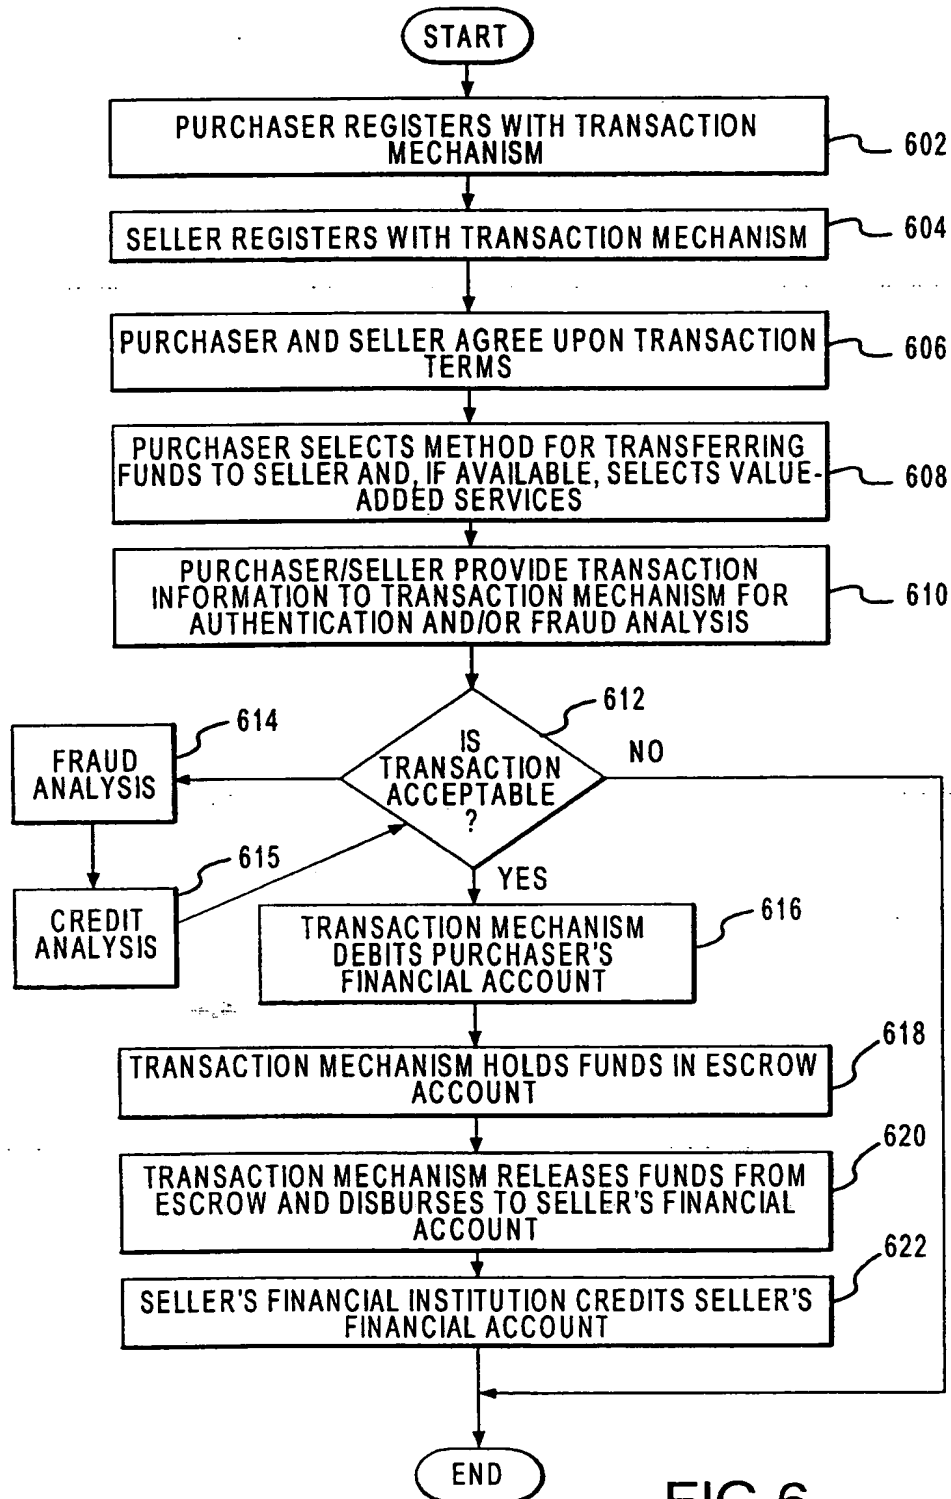 START
PURCHASER REGISTERS WITH TRANSACTION
MECHANISM
602
SELLER REGISTERS WITH TRANSACTION MECHANISM
604
PURCHASER AND SELLER AGREE UPON TRANSACTION
TERMS
606
PURCHASER SELECTS METHOD FOR TRANSFERRING
FUNDS TO SELLER AND, IF AVAILABLE, SELECTS VALUE-
ADDED SERVICES
608
PURCHASER/SELLER PROVIDE TRANSACTION
INFORMATION TO TRANSACTION MECHANISM FOR
AUTHENTICATION AND/OR FRAUD ANALYSIS
610
612
IS
TRANSACTION
ACCEPTABLE
?
NO
614
FRAUD
ANALYSIS
615
CREDIT
ANALYSIS
YES
TRANSACTION MECHANISM
DEBITS PURCHASER'S
FINANCIAL ACCOUNT
616
TRANSACTION MECHANISM HOLDS FUNDS IN ESCROW
ACCOUNT
618
TRANSACTION MECHANISM RELEASES FUNDS FROM
ESCROW AND DISBURSES TO SELLER'S FINANCIAL
ACCOUNT
620
SELLER'S FINANCIAL INSTITUTION CREDITS SELLER'S
FINANCIAL ACCOUNT
622
END
FIG. 6